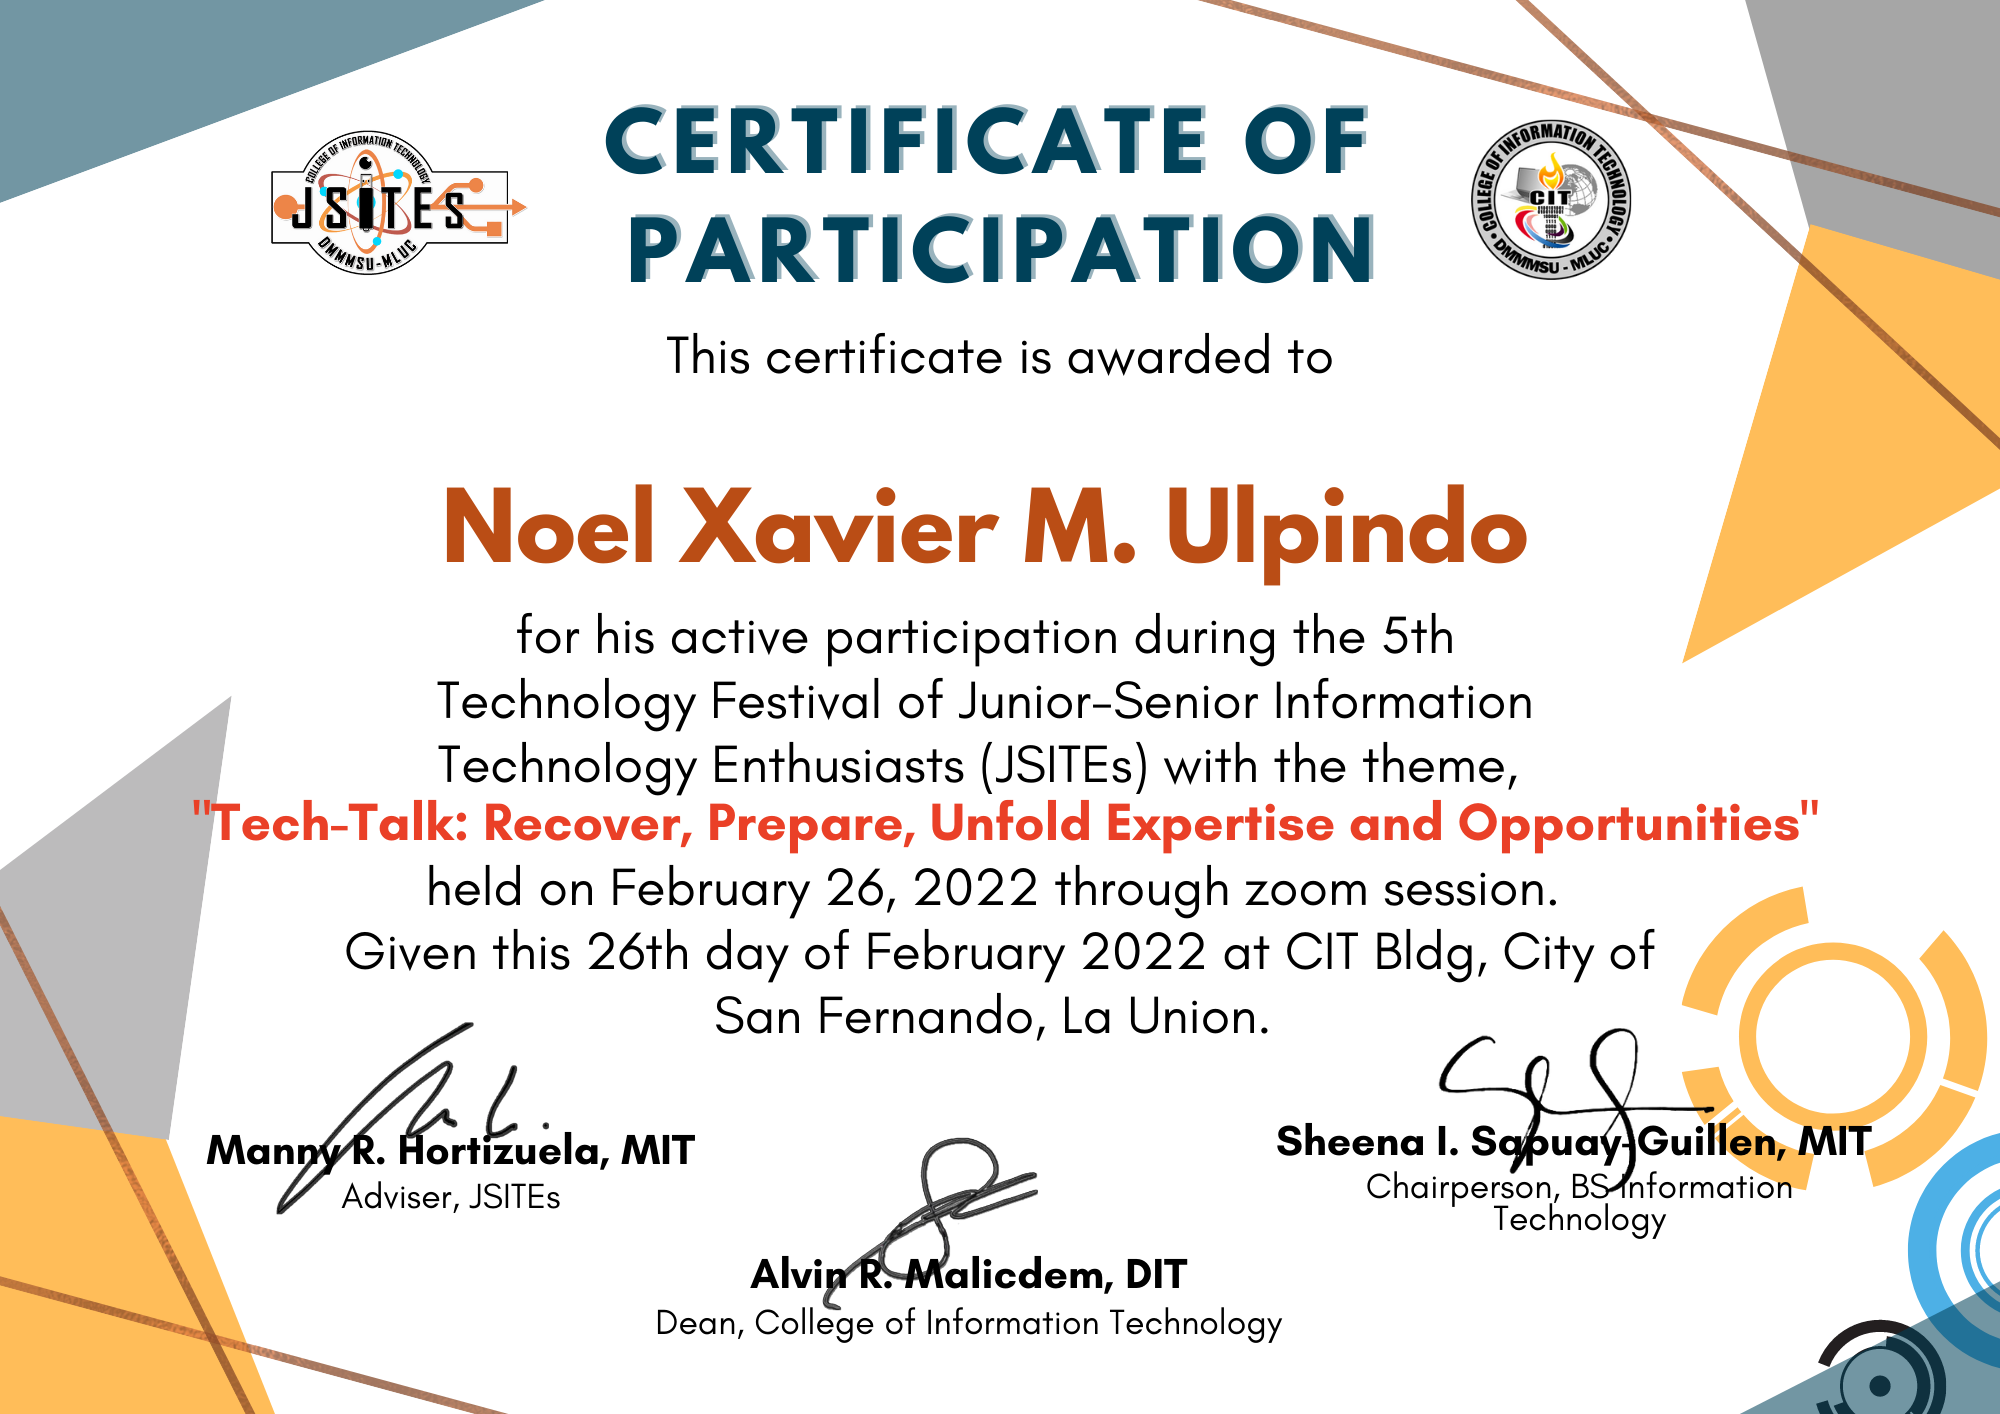 CERTIFICATE OF
PARTICIPATION
COLLEGE OF INFORMATION TECHNOLOGY
JSITES
DMMMSU-MLUC
COLLEGE OF INFORMATION TECHNOLOGY
CIT
DMMMSU - MLUC
This certificate is awarded to
Noel Xavier M. Ulpindo
for his active participation during the 5th
Technology Festival of Junior-Senior Information
Technology Enthusiasts (JSITEs) with the theme,
"Tech-Talk: Recover, Prepare, Unfold Expertise and Opportunities"
held on February 26, 2022 through zoom session.
Given this 26th day of February 2022 at CIT Bldg, City of
San Fernando, La Union.
Manny R. Hortizuela, MIT
Adviser, JSITEs
Sheena I. Sapuay-Guillen, MIT
Chairperson, BS Information
Technology
Alvin R. Malicdem, DIT
Dean, College of Information Technology